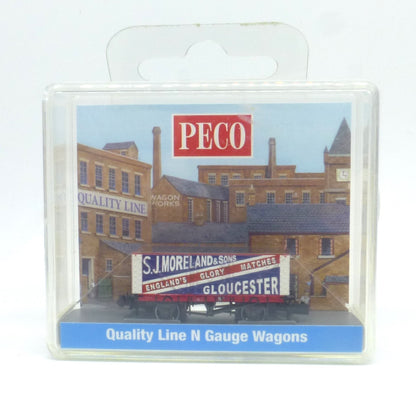 PECO
QUALITY LINE
WAGON
WORKS
S.J. MORELAND & SONS
ENGLAND'S GLORY MATCHES
GLOUCESTER
Quality Line N Gauge Wagons